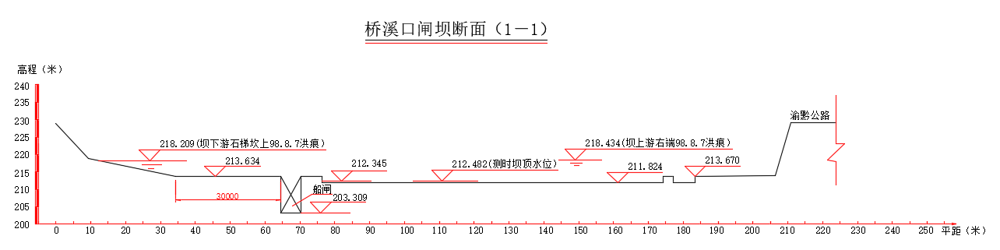 桥溪口闸坝断面（1－1）
高程（米）
240
235
230
225
220
215
210
205
200
渝黔公路
218.209(坝下游石梯坎上98.8.7洪痕）
218.434(坝上游右端98.8.7洪痕）
213.634
212.345
212.482(测时坝顶水位）
211.824
213.670
船闸
30000
203.309
0 10 20 30 40 50 60 70 80 90 100 110 120 130 140 150 160 170 180 190 200 210 220 230 240 250 平距（米）